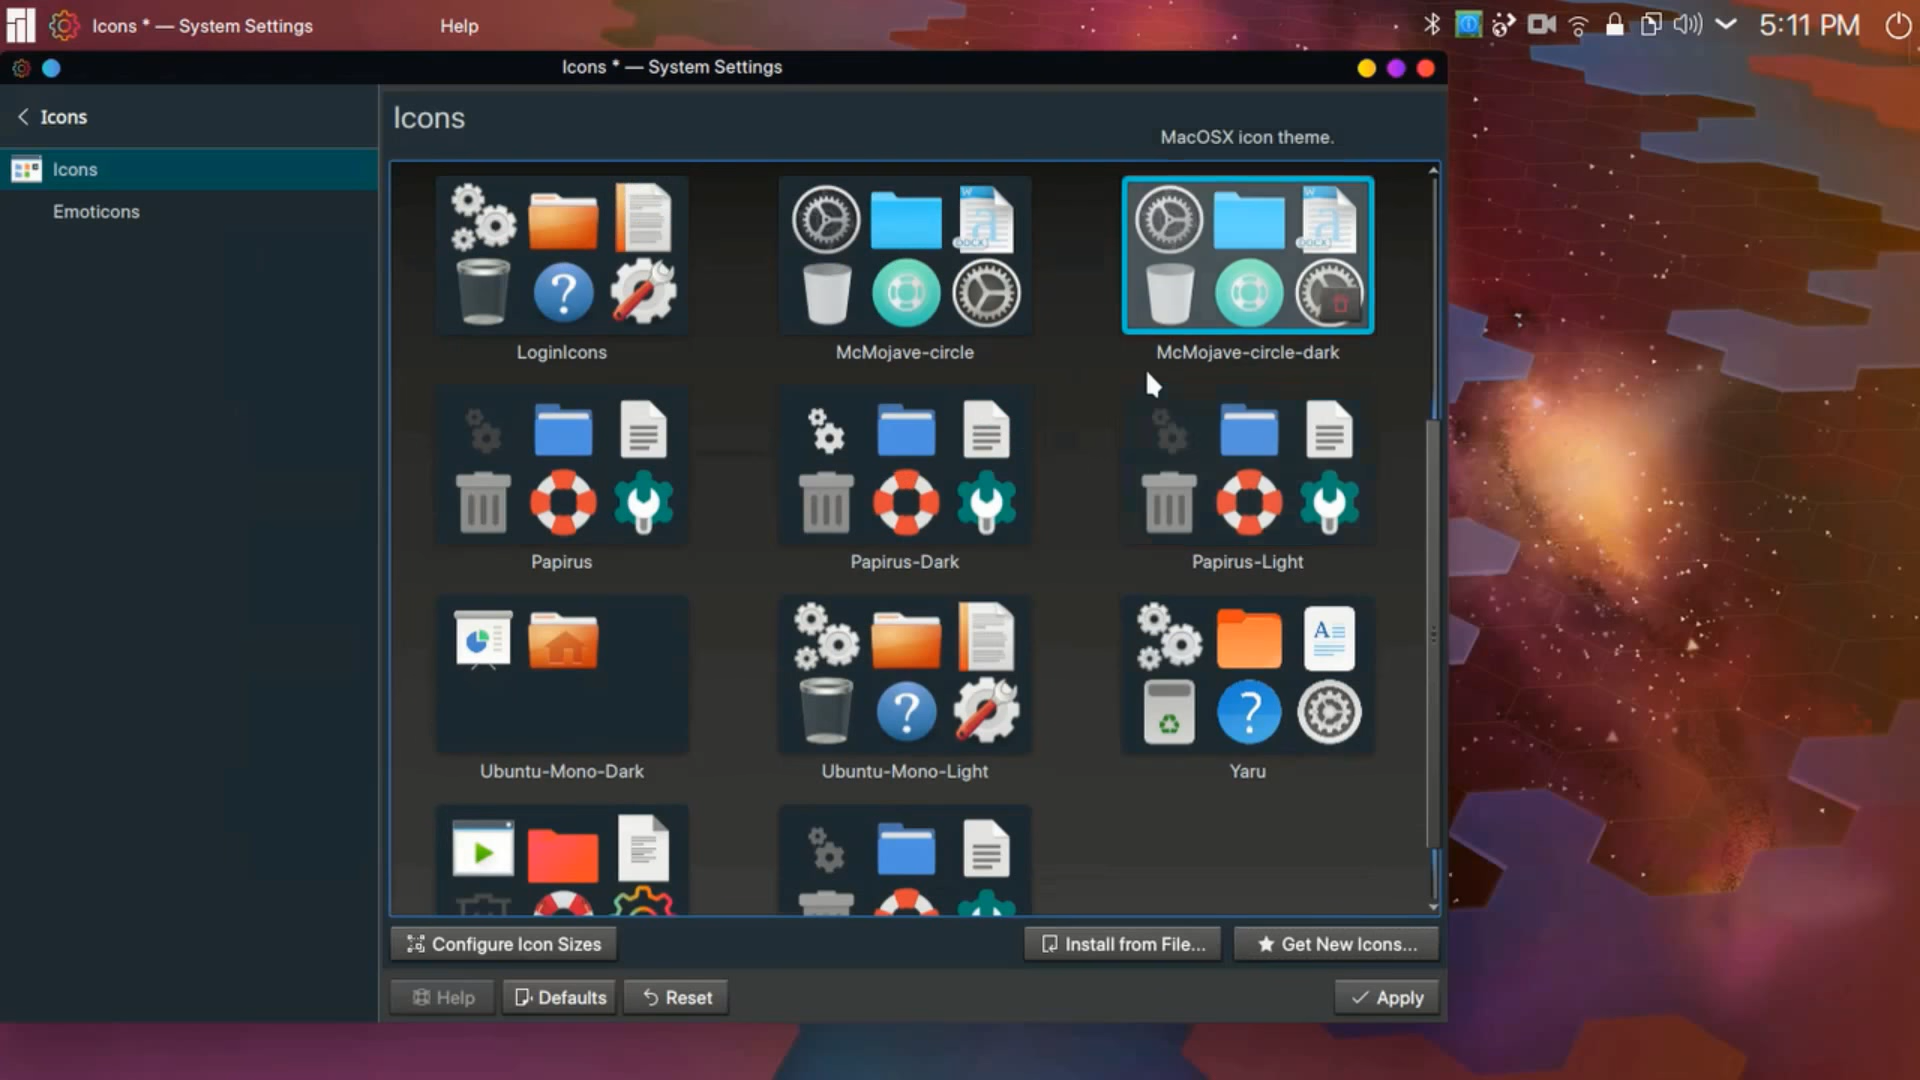 Icons * — System Settings
Help
5:11 PM
Icons * — System Settings
Icons
Icons
Emoticons
Icons
MacOSX icon theme.
W
a
DOCX
W
a
DOCX
?
LoginIcons
McMojave-circle
McMojave-circle-dark
Papirus
Papirus-Dark
Papirus-Light
A
?
?
Ubuntu-Mono-Dark
Ubuntu-Mono-Light
Yaru
Configure Icon Sizes
Install from File...
Get New Icons...
Help
Defaults
Reset
Apply